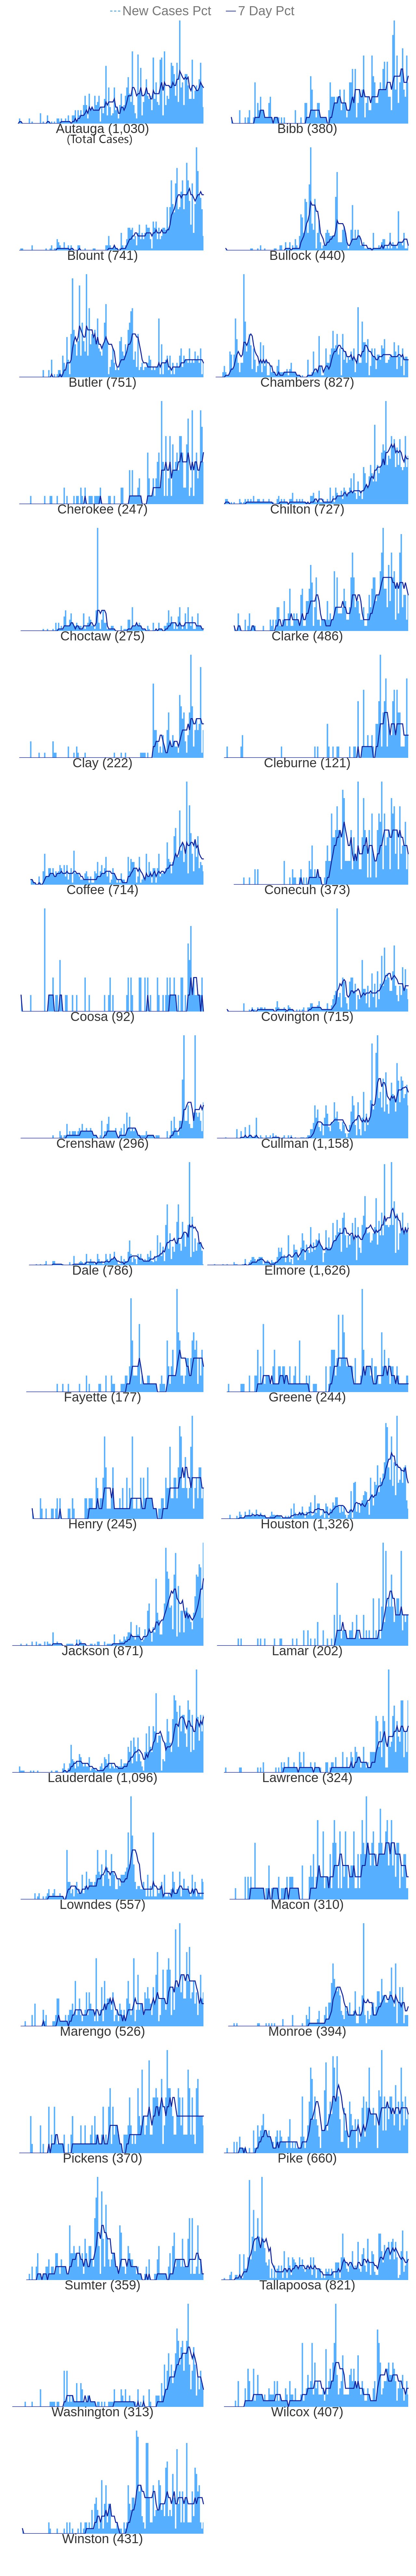 New Cases Pct 7 Day Pct
Autauga (1,030) Bibb (380)
(Total Cases)
Blount (741) Bullock (440)
Butler (751) Chambers (827)
Cherokee (247) Chilton (727)
Choctaw (275) Clarke (486)
Clay (222) Cleburne (121)
Coffee (714) Conecuh (373)
Coosa (92) Covington (715)
Crenshaw (296) Cullman (1,158)
Dale (786) Elmore (1,626)
Fayette (177) Greene (244)
Henry (245) Houston (1,326)
Jackson (871) Lamar (202)
Lauderdale (1,096) Lawrence (324)
Lowndes (557) Macon (310)
Marengo (526) Monroe (394)
Pickens (370) Pike (660)
Sumter (359) Tallapoosa (821)
Washington (313) Wilcox (407)
Winston (431)